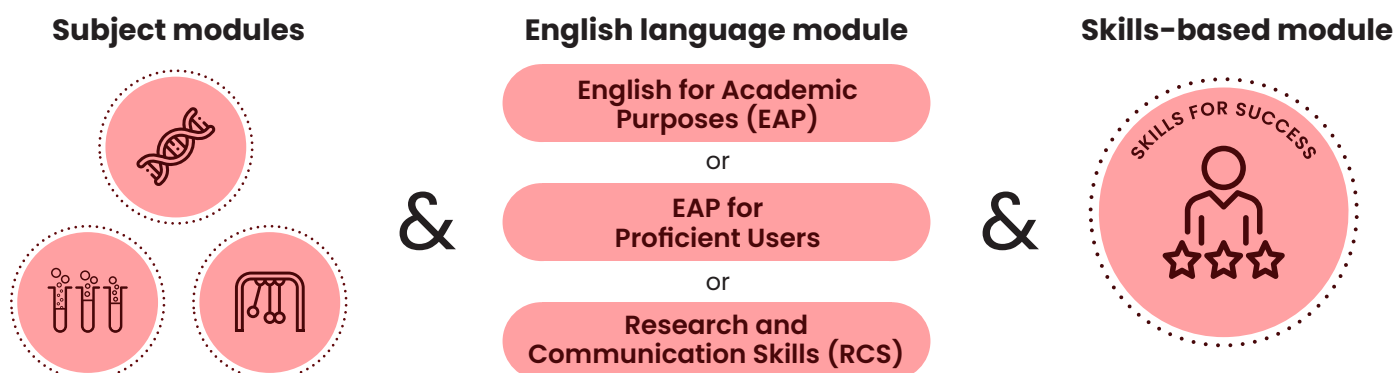 Subject modules
English language module
English for Academic
Purposes (EAP)
or
EAP for
Proficient Users
or
Research and
Communication Skills (RCS)
&
&
Skills-based module
SKILLS FOR SUCCESS